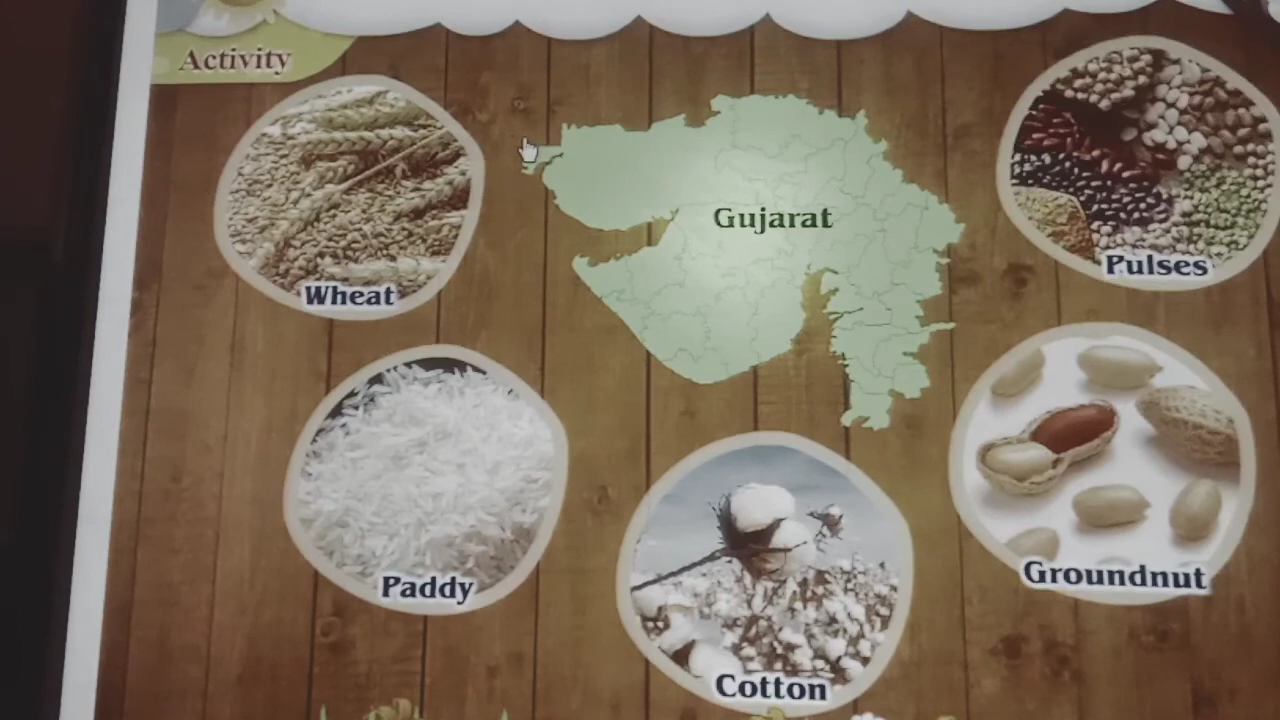 Activity
Gujarat
Pulses
Wheat
Groundnut
Paddy
Cotton